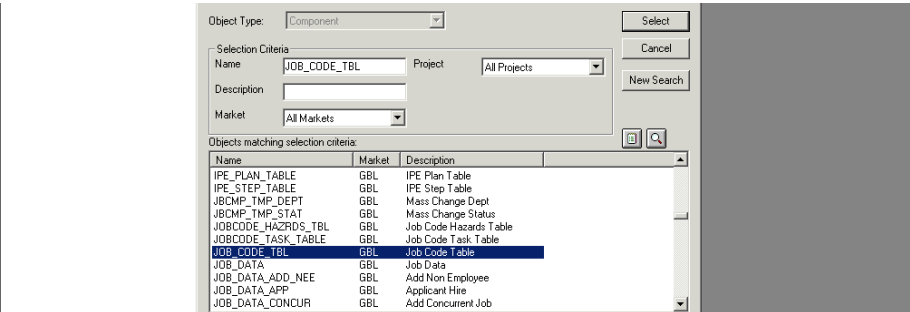 Object Type: Component Select
Selection Criteria Cancel
Name JOB_CODE_TBL Project All Projects
New Search
Description
Market All Markets
Objects matching selection criteria:
Name Market Description
IPE_PLAN_TABLE GBL IPE Plan Table
IPE_STEP_TABLE GBL IPE Step Table
JBCMP_TMP_DEPT GBL Mass Change Dept
JBCMP_TMP_STAT GBL Mass Change Status
JOBCODE_HAZRDS_TBL GBL Job Code Hazards Table
JOBCODE_TASK_TABLE GBL Job Code Task Table
JOB_CODE_TBL GBL Job Code Table
JOB_DATA GBL Job Data
JOB_DATA_ADD_NEE GBL Add Non Employee
JOB_DATA_APP GBL Applicant Hire
JOB_DATA_CONCUR GBL Add Concurrent Job